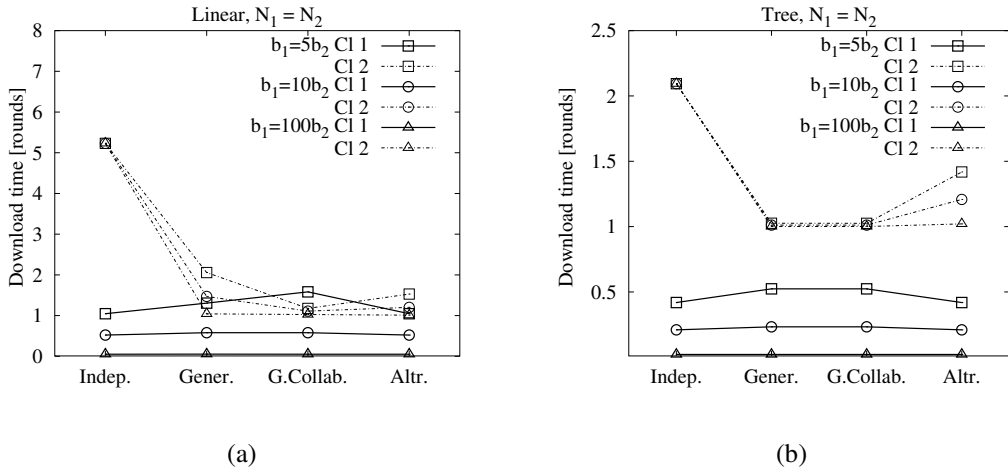 Linear, N₁ = N₂
8
7
6
5
4
3
2
1
0
Download time [rounds]
b₁=5b₂ Cl 1
Cl 2
b₁=10b₂ Cl 1
Cl 2
b₁=100b₂ Cl 1
Cl 2
Indep. Gener. G.Collab. Altr.
(a)
Tree, N₁ = N₂
2.5
2
1.5
1
0.5
Download time [rounds]
b₁=5b₂ Cl 1
Cl 2
b₁=10b₂ Cl 1
Cl 2
b₁=100b₂ Cl 1
Cl 2
Indep. Gener. G.Collab. Altr.
(b)